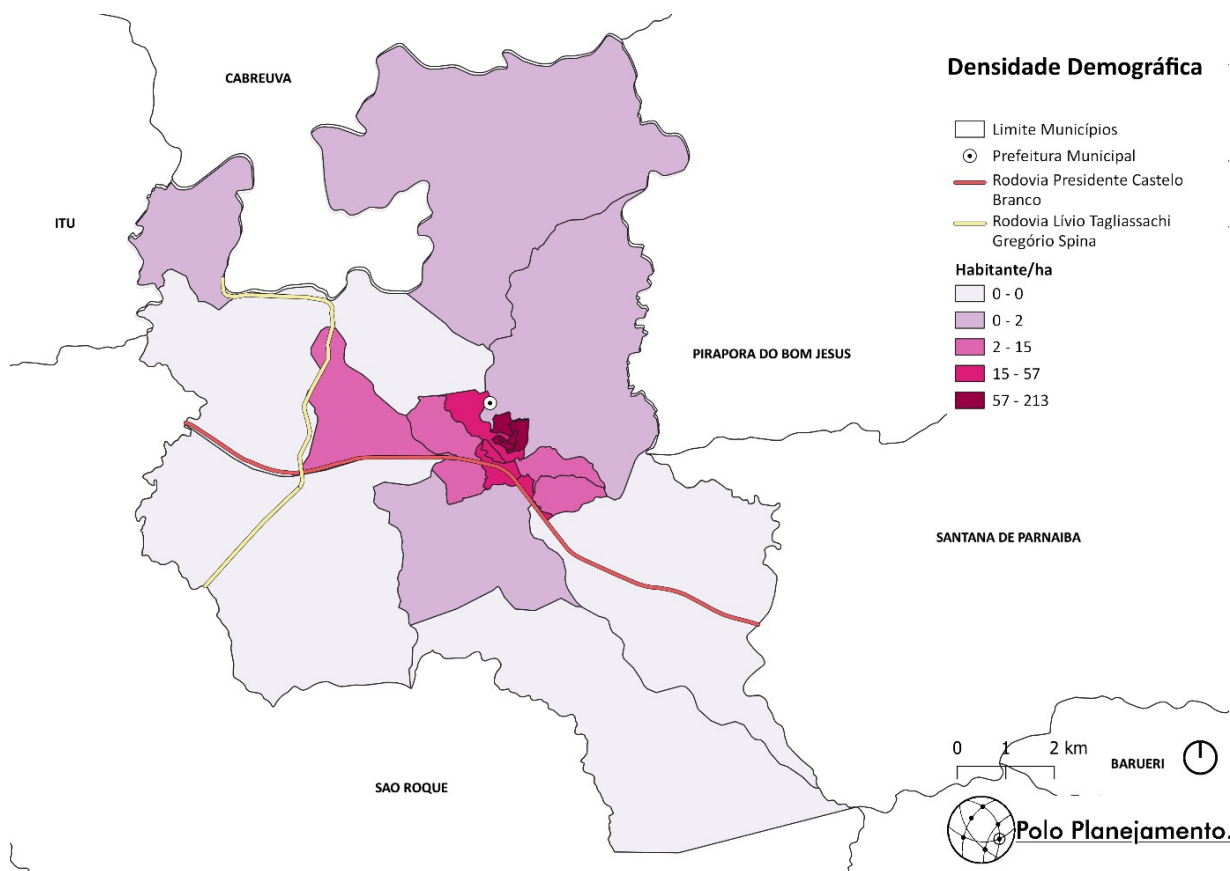 CABREUVA
ITU
PIRAPORA DO BOM JESUS
SANTANA DE PARNAIBA
SAO ROQUE
BARUERI
Densidade Demográfica
Limite Municípios
Prefeitura Municipal
Rodovia Presidente Castelo
Branco
Rodovia Lívio Tagliassachi
Gregório Spina
Habitante/ha
0 - 0
0 - 2
2 - 15
15 - 57
57 - 213
0 1 2 km
Polo Planejamento.